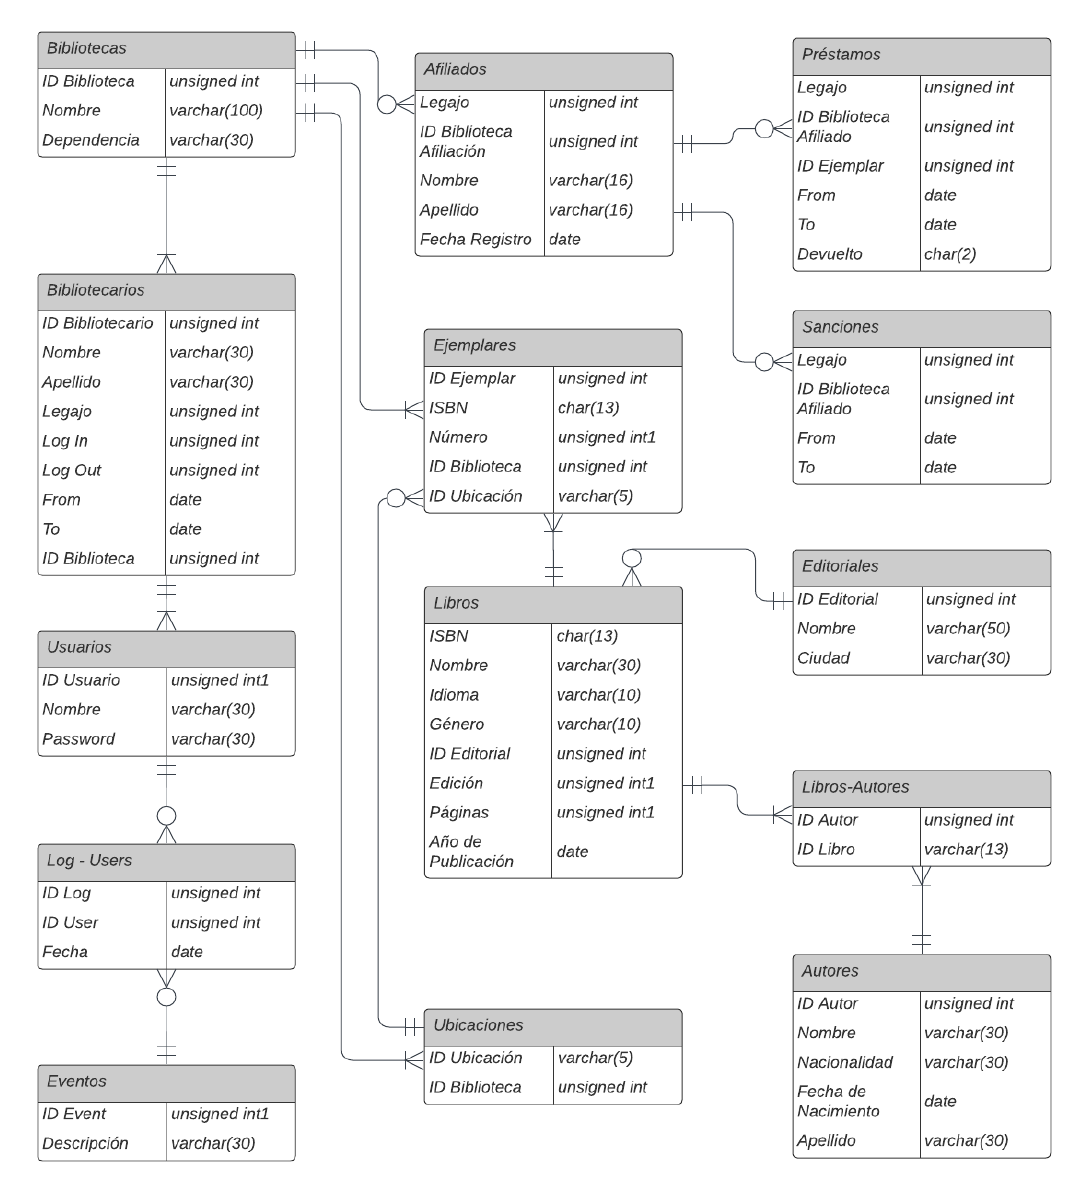 Bibliotecas
ID Biblioteca unsigned int
Nombre varchar(100)
Dependencia varchar(30)
Bibliotecarios
ID Bibliotecario unsigned int
Nombre varchar(30)
Apellido varchar(30)
Legajo unsigned int
Log In unsigned int
Log Out unsigned int
From date
To date
ID Biblioteca unsigned int
Usuarios
ID Usuario unsigned int1
Nombre varchar(30)
Password varchar(30)
Log - Users
ID Log unsigned int
ID User unsigned int
Fecha date
Eventos
ID Event unsigned int1
Descripción varchar(30)
Afiliados
Legajo unsigned int
ID Biblioteca
Afiliación unsigned int
Nombre varchar(16)
Apellido varchar(16)
Fecha Registro date
Ejemplares
ID Ejemplar unsigned int
ISBN char(13)
Número unsigned int1
ID Biblioteca unsigned int
ID Ubicación varchar(5)
Libros
ISBN char(13)
Nombre varchar(30)
Idioma varchar(10)
Género varchar(10)
ID Editorial unsigned int
Edición unsigned int1
Páginas unsigned int1
Año de
Publicación date
Ubicaciones
ID Ubicación varchar(5)
ID Biblioteca unsigned int
Préstamos
Legajo unsigned int
ID Biblioteca
Afiliado unsigned int
ID Ejemplar unsigned int
From date
To date
Devuelto char(2)
Sanciones
Legajo unsigned int
ID Biblioteca
Afiliado unsigned int
From date
To date
Editoriales
ID Editorial unsigned int
Nombre varchar(50)
Ciudad varchar(30)
Libros-Autores
ID Autor unsigned int
ID Libro varchar(13)
Autores
ID Autor unsigned int
Nombre varchar(30)
Nacionalidad varchar(30)
Fecha de
Nacimiento date
Apellido varchar(30)